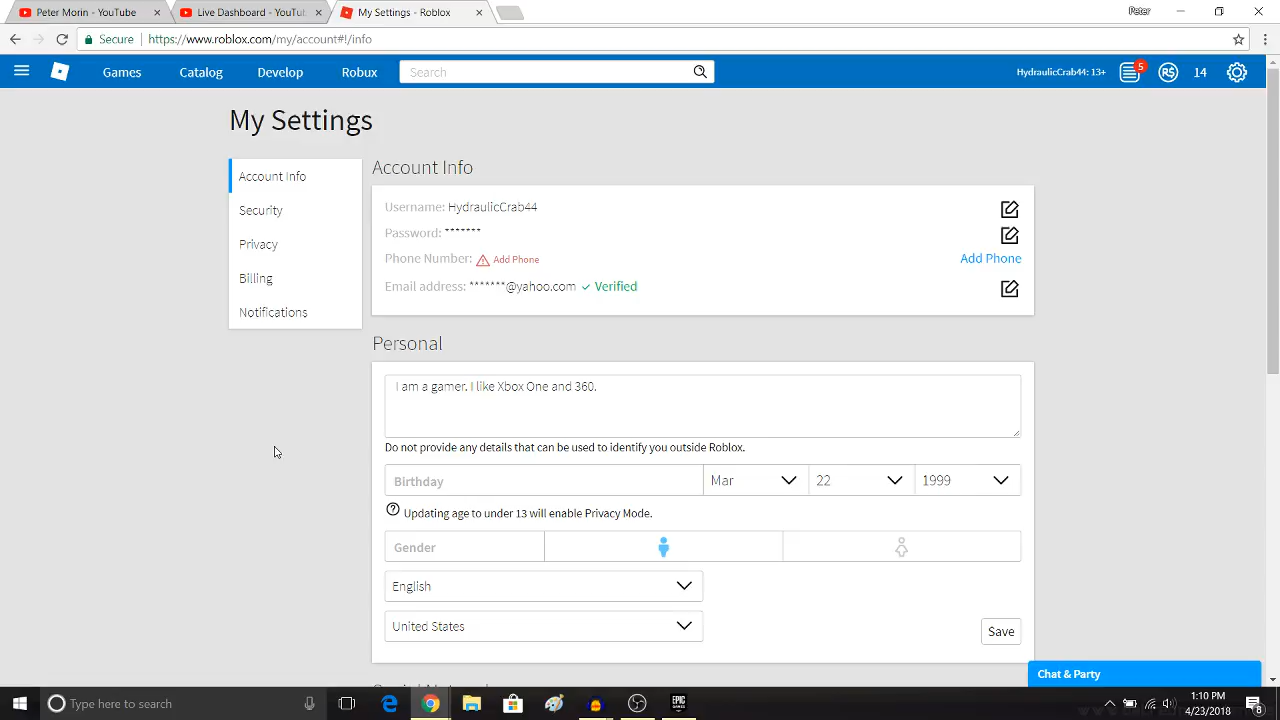 Peter Morin - YouTube
Live Dashboard - YouTu
My Settings - Roblox
Peter
Secure https://www.roblox.com/my/account#!/info
Games Catalog Develop Robux Search HydraulicCrab44: 13+ 5 R$ 14
My Settings
Account Info
Security
Privacy
Billing
Notifications
Account Info
Username: HydraulicCrab44
Password: *******
Phone Number: Add Phone Add Phone
Email address: *******@yahoo.com Verified
Personal
I am a gamer. I like Xbox One and 360.
Do not provide any details that can be used to identify you outside Roblox.
Birthday Mar 22 1999
Updating age to under 13 will enable Privacy Mode.
Gender
English
United States
Save
Chat & Party
Type here to search
EPIC GAMES
1:10 PM
4/23/2018
8